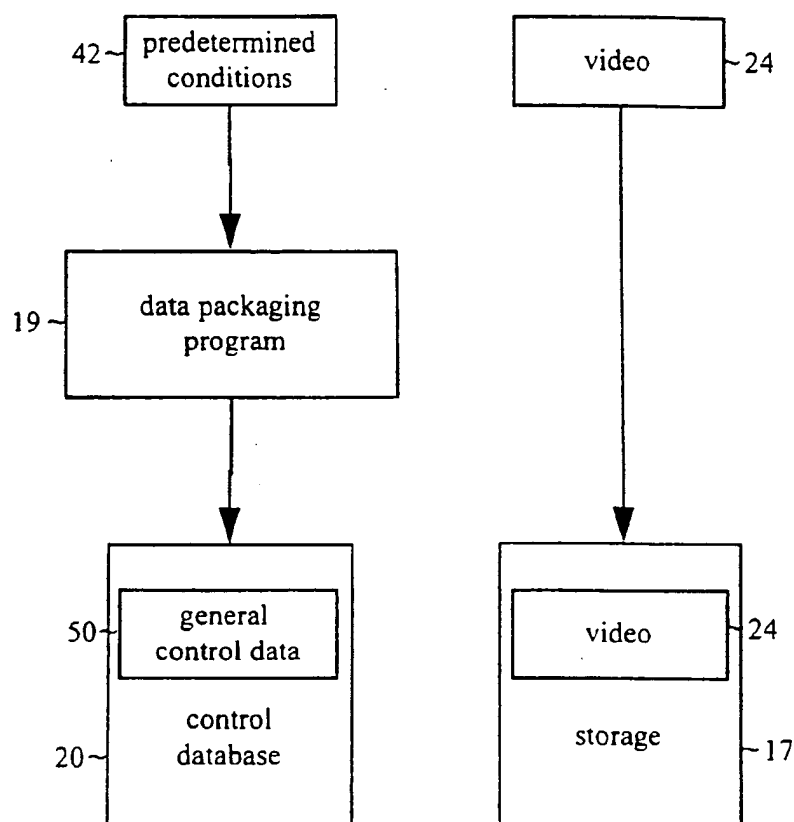 42
predetermined
conditions
video
24
19
data packaging
program
50
general
control data
video
24
control
database
20
storage
17